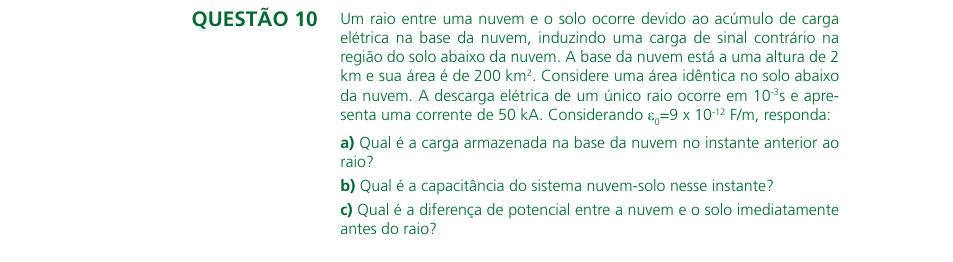 QUESTÃO 10
Um raio entre uma nuvem e o solo ocorre devido ao acúmulo de carga
elétrica na base da nuvem, induzindo uma carga de sinal contrário na
região do solo abaixo da nuvem. A base da nuvem está a uma altura de 2
km e sua área é de 200 km². Considere uma área idêntica no solo abaixo
da nuvem. A descarga elétrica de um único raio ocorre em 10⁻³s e apre-
senta uma corrente de 50 kA. Considerando ε₀=9 x 10⁻¹² F/m, responda:
a) Qual é a carga armazenada na base da nuvem no instante anterior ao
raio?
b) Qual é a capacitância do sistema nuvem-solo nesse instante?
c) Qual é a diferença de potencial entre a nuvem e o solo imediatamente
antes do raio?